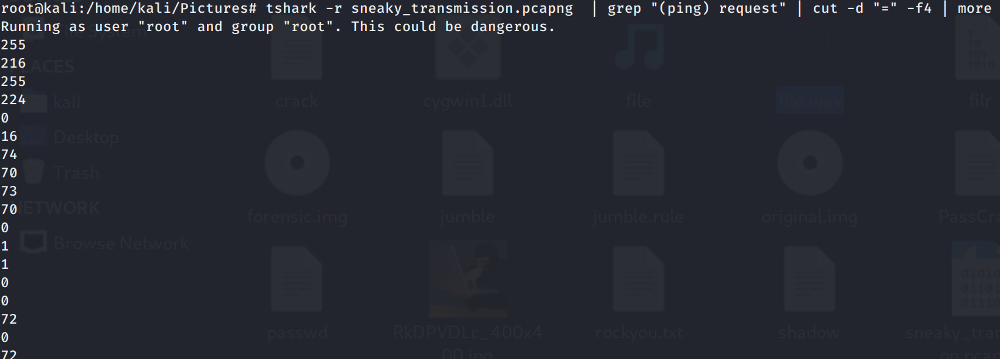 root@kali:/home/kali/Pictures# tshark -r sneaky_transmission.pcapng  | grep "(ping) request" | cut -d "=" -f4 | more
Running as user "root" and group "root". This could be dangerous.
File System
255
PLACES
216
255
kali
224
crack
cygwin1.dll
file
file.wav
filr
0
Desktop
16
74
Trash
70
73
NETWORK
70
forensic.img
jumble
jumble.rule
original.img
PassCra
0
Browse Network
1
1
0
0
72
passwd
RkDPVDLc_400x4
00.jpg
rockyou.txt
shadow
sneaky_tran
on.pcap
0
72